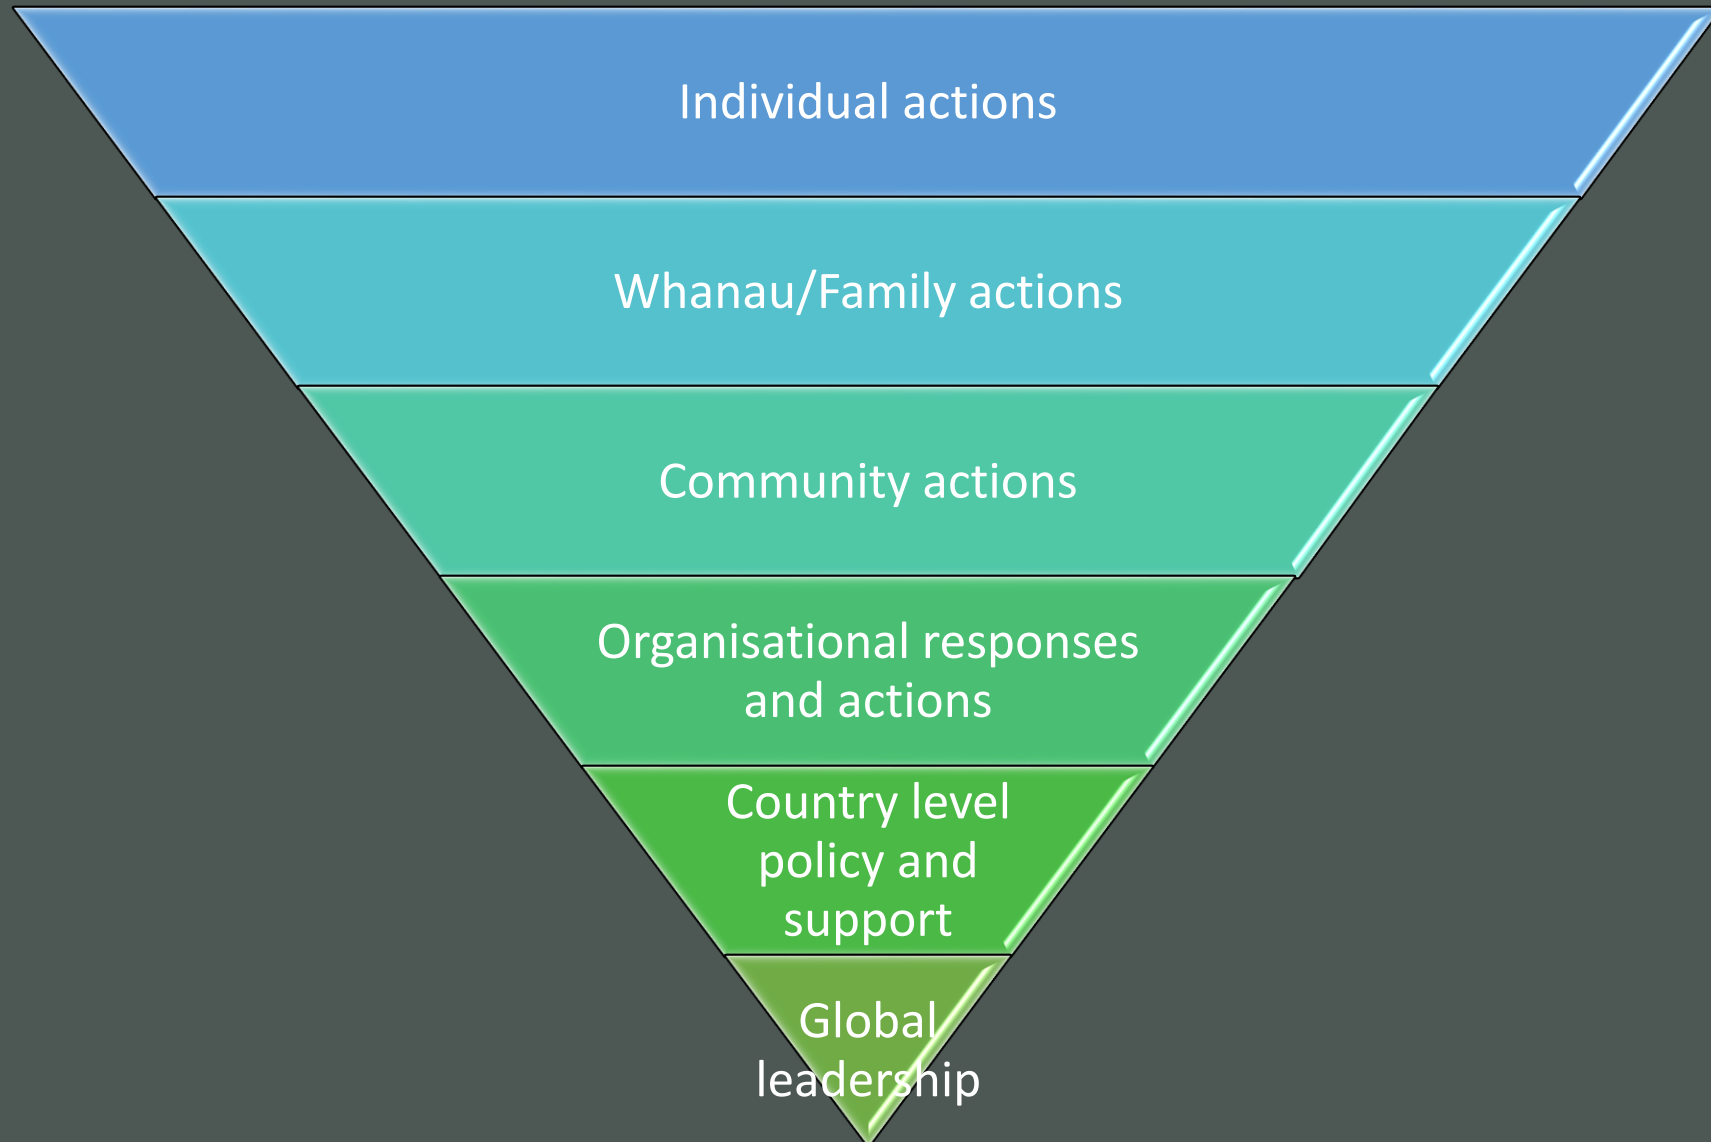 Individual actions
Whanau/Family actions
Community actions
Organisational responses
and actions
Country level
policy and
support
Global
leadership